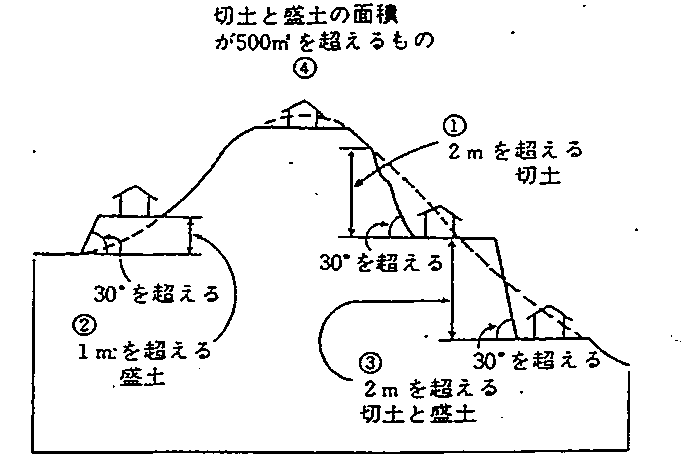 切土と盛土の面積
が500㎡を超えるもの
④
①
2mを超える
切土
30°を超える
30°を超える
②
1mを超える
盛土
③
2mを超える
切土と盛土
30°を超える